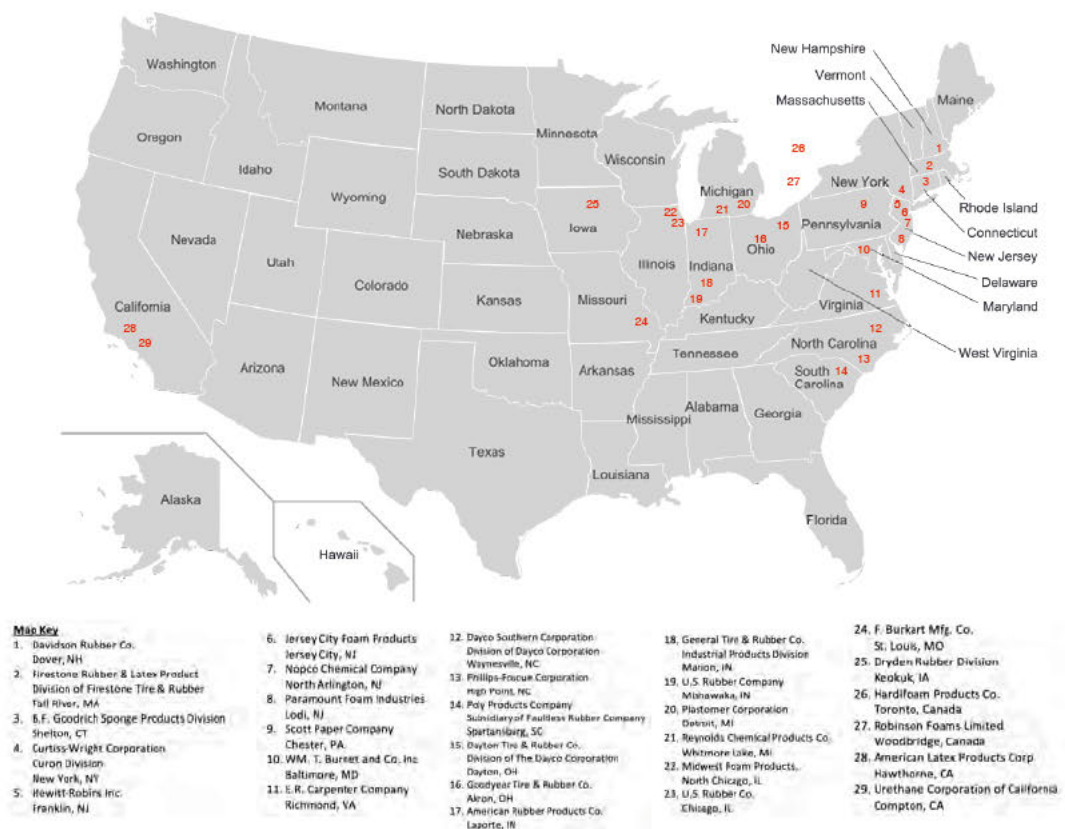 New Hampshire
Vermont
Massachusetts
Maine
Washington
Montana
North Dakota
Minnesota
Oregon
Idaho
Wisconsin
South Dakota
Wyoming
Michigan
New York
Rhode Island
Connecticut
New Jersey
Delaware
Maryland
West Virginia
Pennsylvania
Iowa
Nebraska
Nevada
Utah
Colorado
Illinois
Indiana
Ohio
California
Kansas
Missouri
Kentucky
Virginia
North Carolina
Tennessee
South
Carolina
Arizona
New Mexico
Oklahoma
Arkansas
Mississippi
Alabama
Georgia
Texas
Louisiana
Florida
Alaska
Hawaii
1
2
3
4
5
6
7
8
9
10
11
12
13
14
15
16
17
18
19
20
21
22
23
24
25
26
27
28
29
Map Key
1. Davidson Rubber Co.
Dover, NH
2. Firestone Rubber & Latex Product
Division of Firestone Tire & Rubber
Fall River, MA
3. B.F. Goodrich Sponge Products Division
Shelton, CT
4. Curtiss-Wright Corporation
Curon Division
New York, NY
5. Hewitt-Robins Inc.
Franklin, NJ
6. Jersey City Foam Products
Jersey City, NJ
7. Nopco Chemical Company
North Arlington, NJ
8. Paramount Foam Industries
Lodi, NJ
9. Scott Paper Company
Chester, PA
10. WM. T. Burnet and Co. Inc
Baltimore, MD
11. E.R. Carpenter Company
Richmond, VA
12. Dayco Southern Corporation
Division of Dayco Corporation
Waynesville, NC
13. Phillips-Foscue Corporation
High Point, NC
14. Poly Products Company
Subsidiary of Faultless Rubber Company
Spartansburg, SC
15. Dayton Tire & Rubber Co.
Division of The Dayco Corporation
Dayton, OH
16. Goodyear Tire & Rubber Co.
Akron, OH
17. American Rubber Products Co.
Laporte, IN
18. General Tire & Rubber Co.
Industrial Products Division
Marion, IN
19. U.S. Rubber Company
Mishawaka, IN
20. Plastomer Corporation
Detroit, MI
21. Reynolds Chemical Products Co.
Whitmore Lake, MI
22. Midwest Foam Products
North Chicago, IL
23. U.S. Rubber Co.
Chicago, IL
24. F. Burkart Mfg. Co.
St. Louis, MO
25. Dryden Rubber Division
Keokuk, IA
26. Hardifoam Products Co.
Toronto, Canada
27. Robinson Foams Limited
Woodbridge, Canada
28. American Latex Products Corp
Hawthorne, CA
29. Urethane Corporation of California
Compton, CA